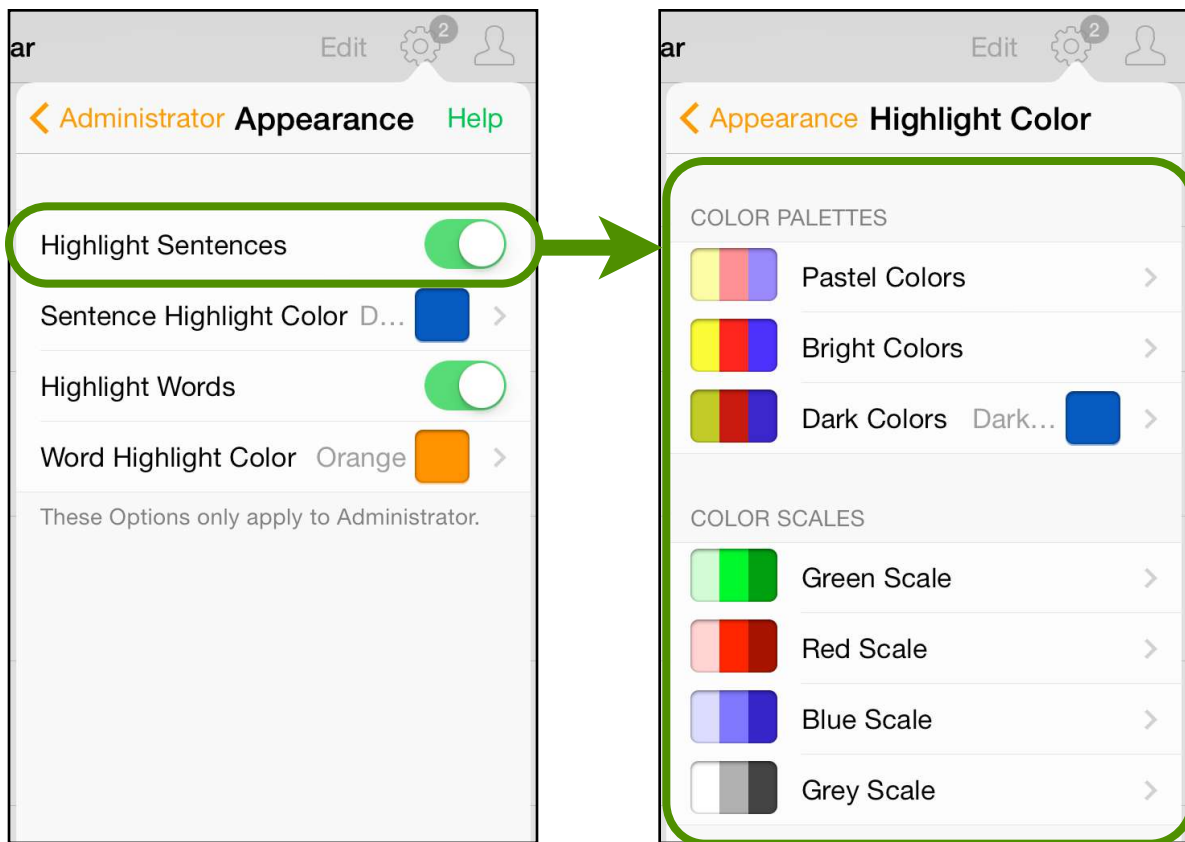 ar
Edit
2
Administrator
Appearance
Help
Highlight Sentences
Sentence Highlight Color D...
Highlight Words
Word Highlight Color Orange
These Options only apply to Administrator.
ar
Edit
2
Appearance
Highlight Color
COLOR PALETTES
Pastel Colors
Bright Colors
Dark Colors Dark...
COLOR SCALES
Green Scale
Red Scale
Blue Scale
Grey Scale